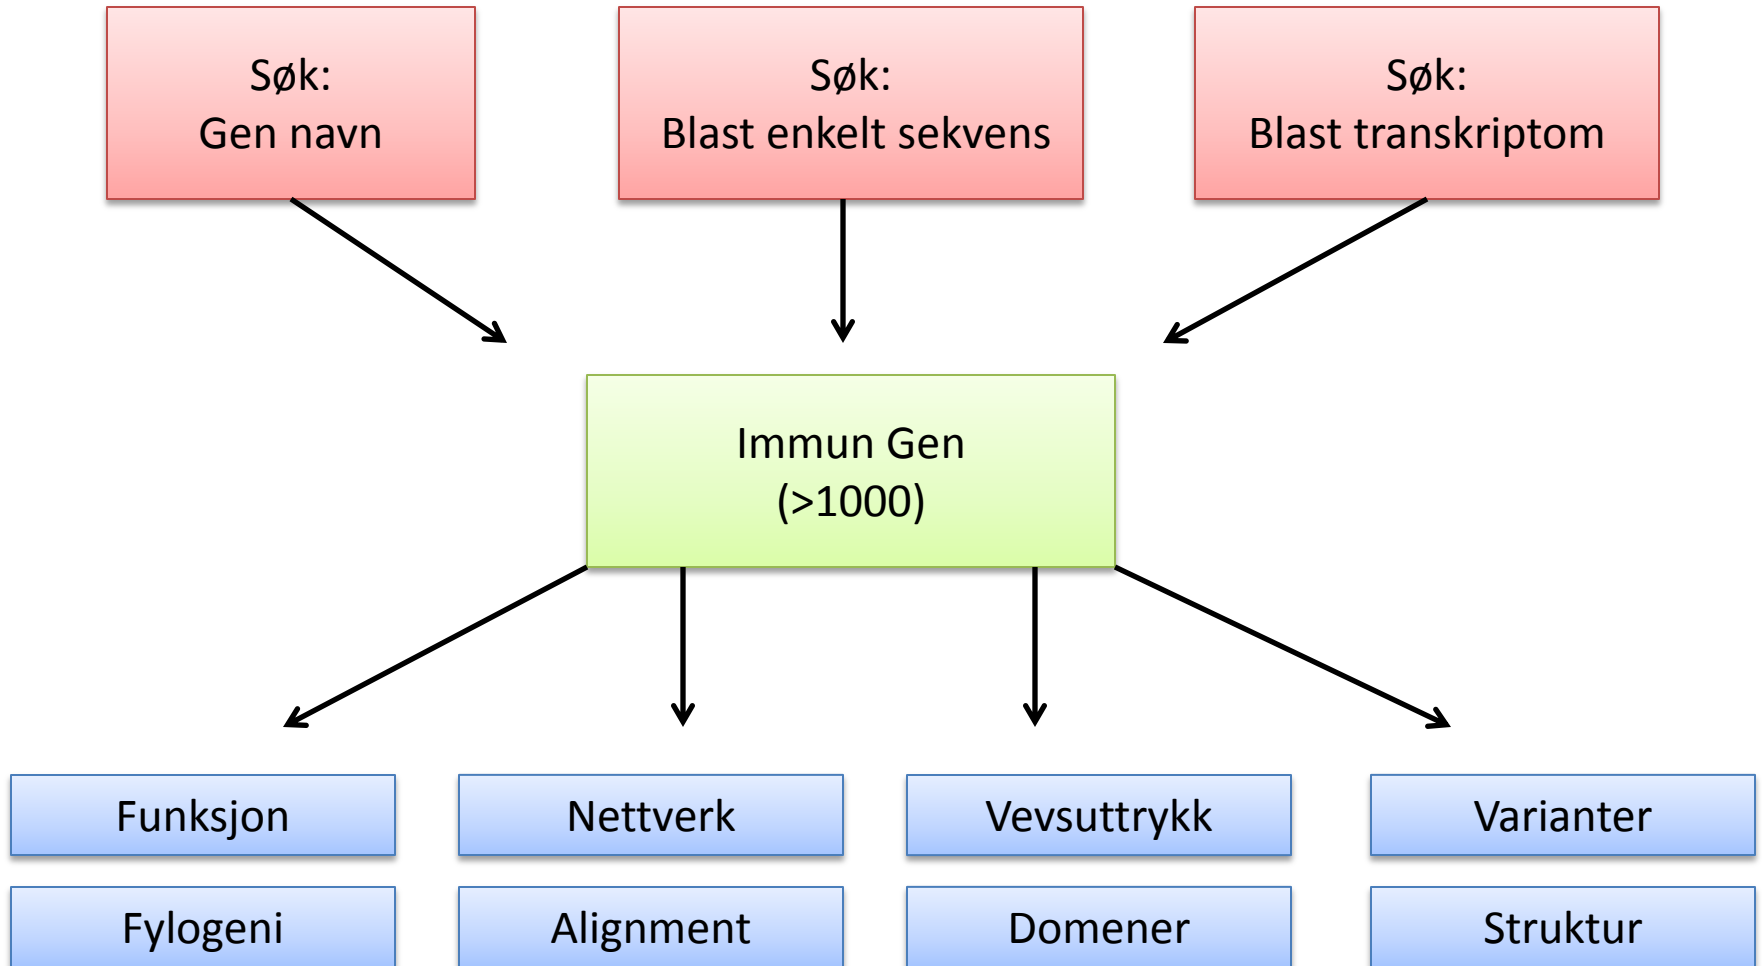 Søk:
Gen navn
Søk:
Blast enkelt sekvens
Søk:
Blast transkriptom
Immun Gen
(>1000)
Funksjon
Nettverk
Vevsuttrykk
Varianter
Fylogeni
Alignment
Domener
Struktur